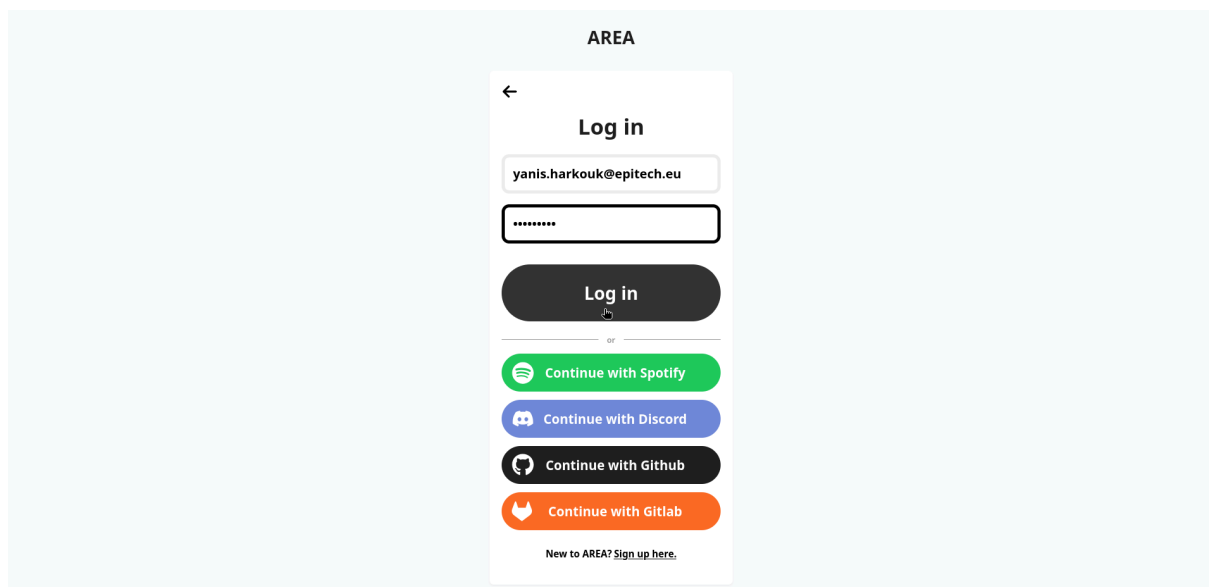 AREA
Log in
yanis.harkouk@epitech.eu
•••••••••
Log in
or
Continue with Spotify
Continue with Discord
Continue with Github
Continue with Gitlab
New to AREA? Sign up here.